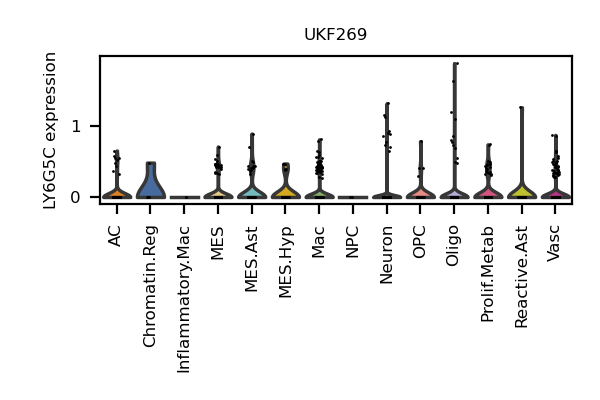 UKF269
LY6G5C expression
1
0
AC
Chromatin.Reg
Inflammatory.Mac
MES
MES.Ast
MES.Hyp
Mac
NPC
Neuron
OPC
Oligo
Prolif.Metab
Reactive.Ast
Vasc